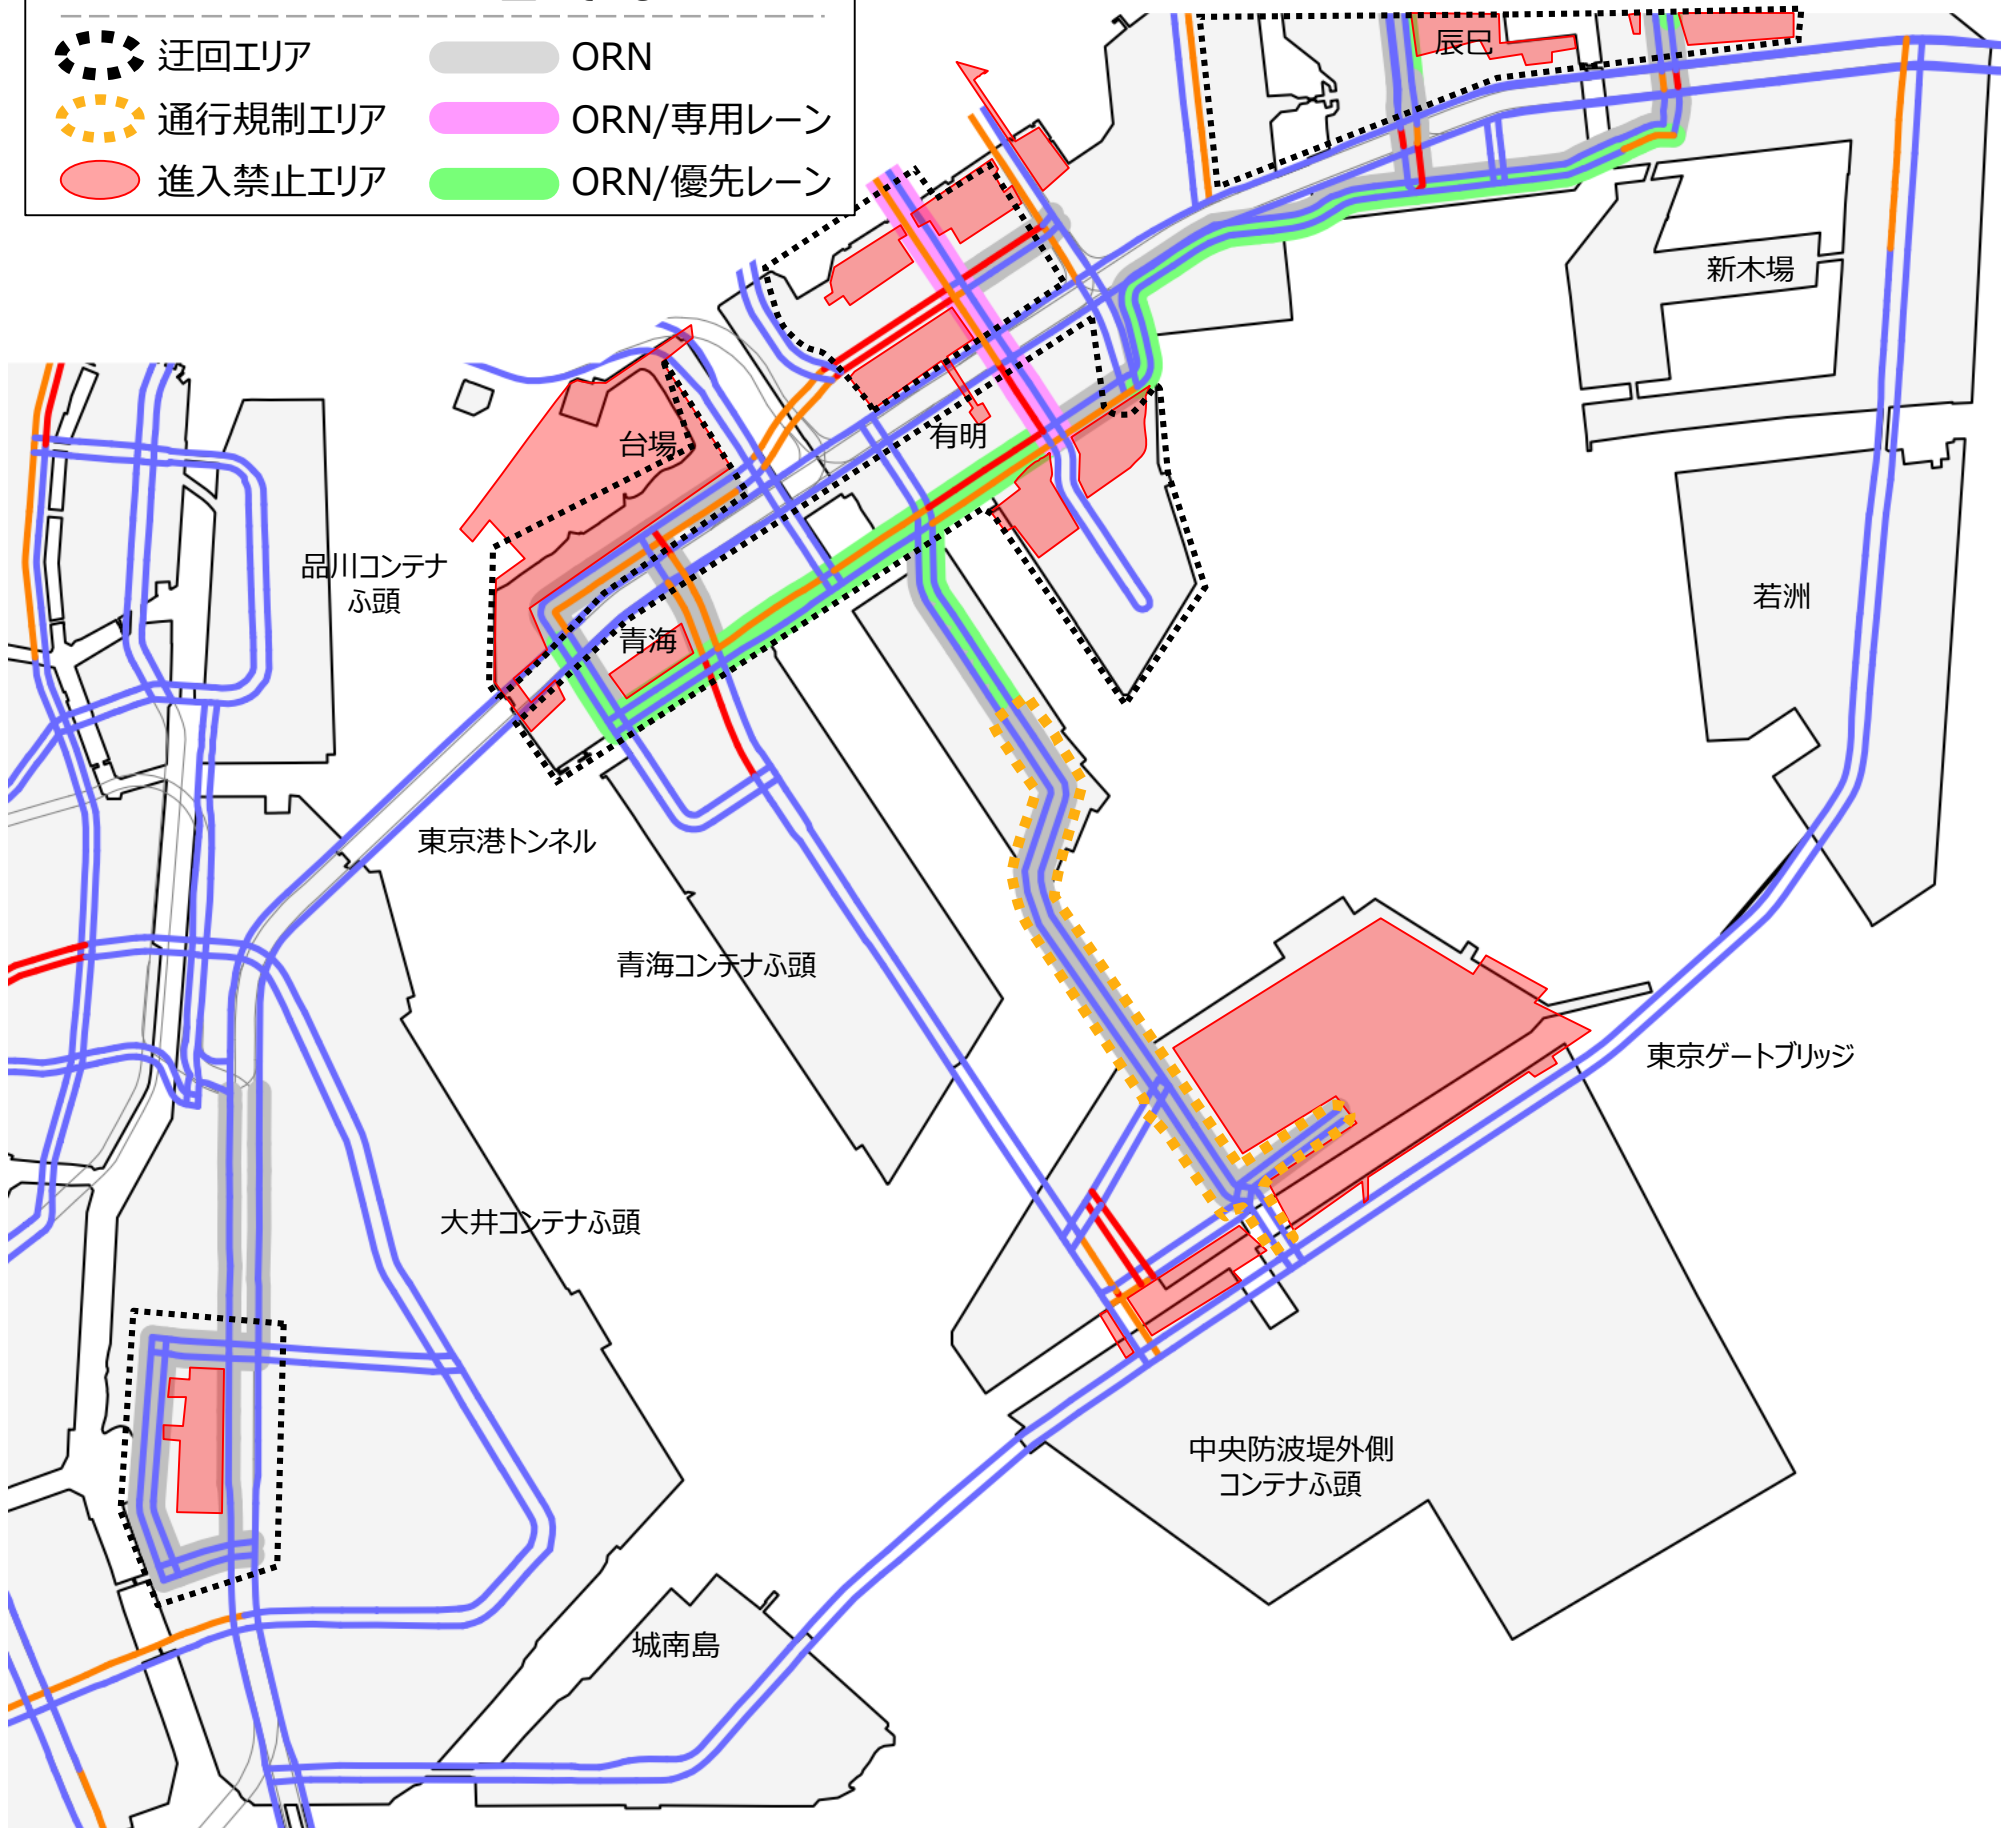 迂回エリア
ORN
通行規制エリア
ORN/専用レーン
進入禁止エリア
ORN/優先レーン
辰巳
新木場
台場
有明
品川コンテナ
ふ頭
青海
若洲
東京港トンネル
青海コンテナふ頭
東京ゲートブリッジ
大井コンテナふ頭
中央防波堤外側
コンテナふ頭
城南島